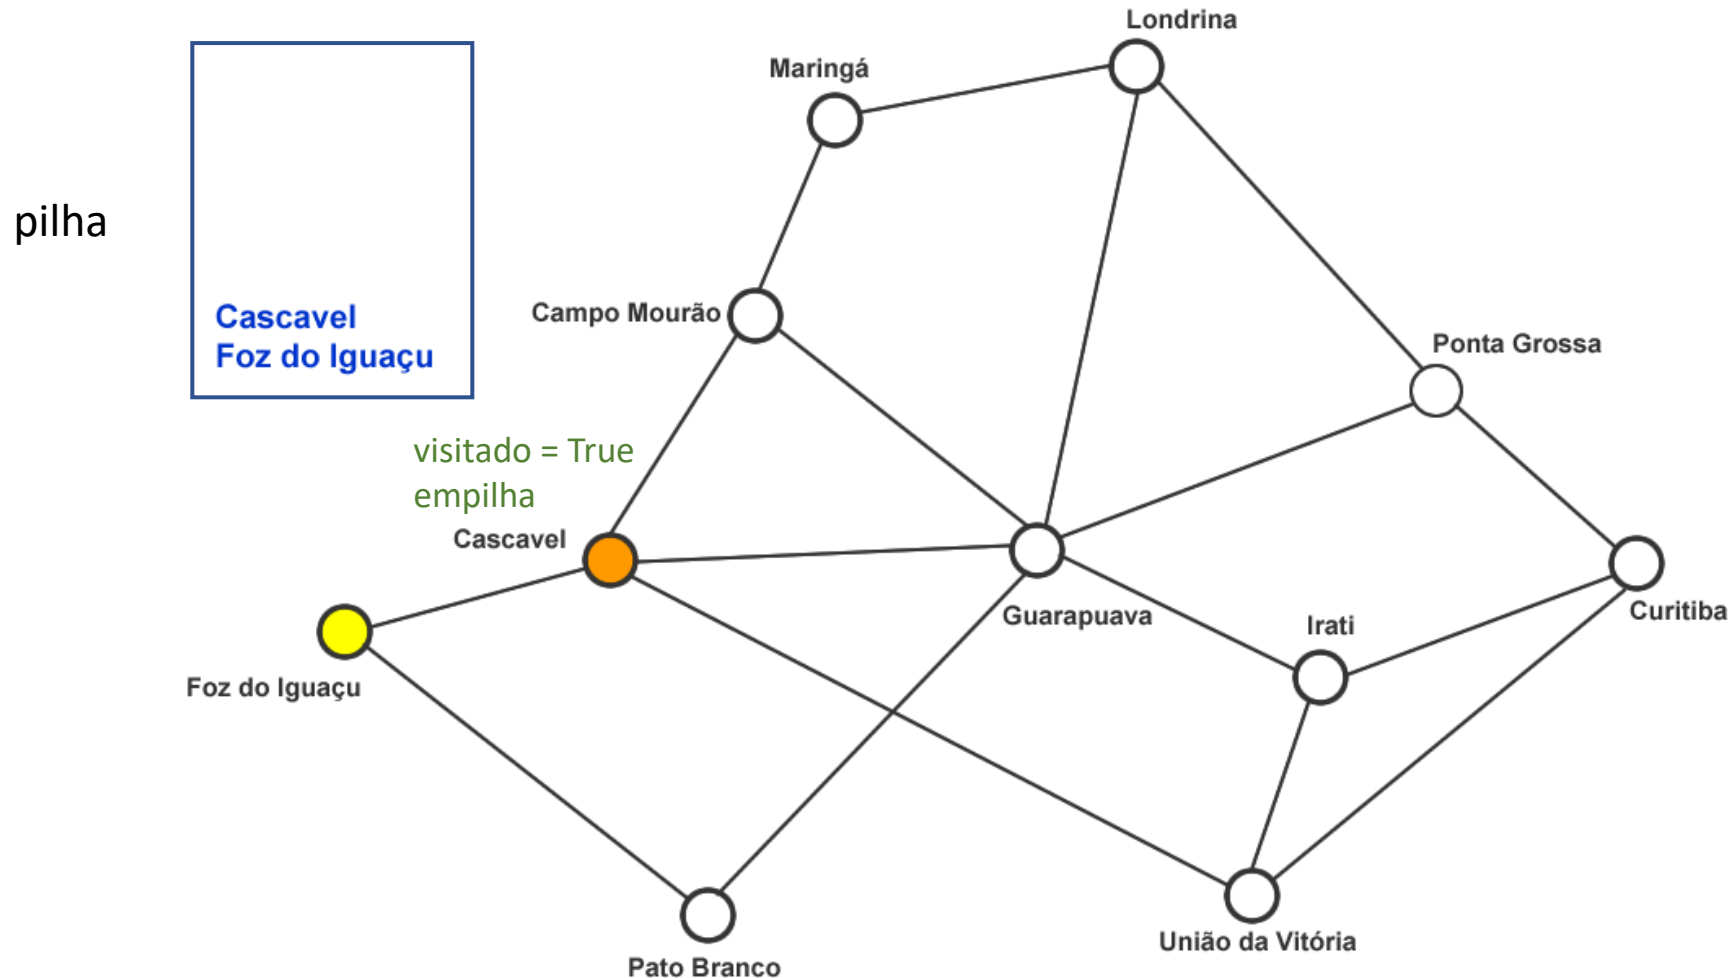 Londrina
Maringá
pilha
Cascavel
Foz do Iguaçu
Campo Mourão
Ponta Grossa
visitado = True
empilha
Cascavel
Guarapuava
Irati
Curitiba
Foz do Iguaçu
União da Vitória
Pato Branco